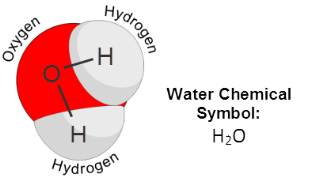 Oxygen
Hydrogen
O
H
H
Hydrogen
Water Chemical
Symbol:
H₂O